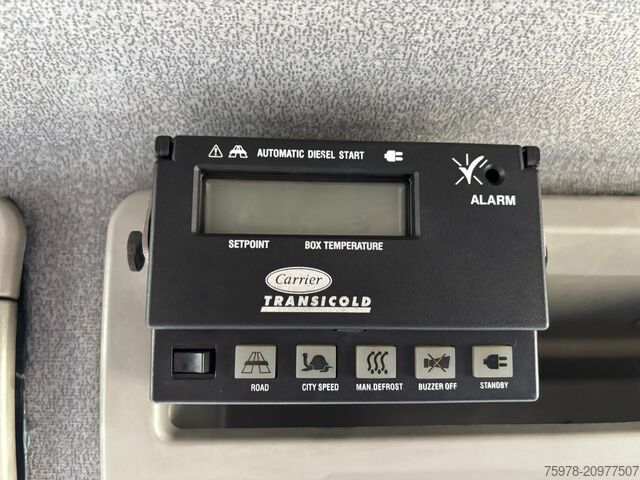 AUTOMATIC DIESEL START
ALARM
SETPOINT BOX TEMPERATURE
Carrier
TRANSICOLD
ROAD CITY SPEED MAN.DEFROST BUZZER OFF STANDBY
75978-20977507